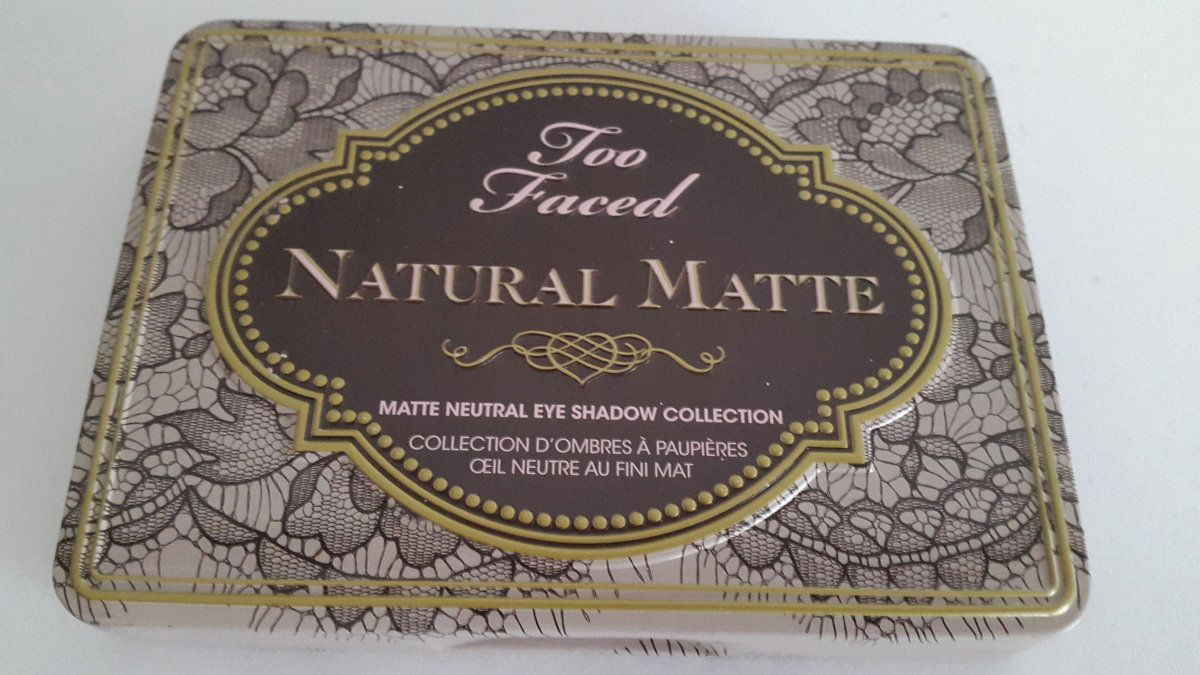 Too
Faced
NATURAL MATTE
MATTE NEUTRAL EYE SHADOW COLLECTION
COLLECTION D'OMBRES À PAUPIÈRES
ŒIL NEUTRE AU FINI MAT